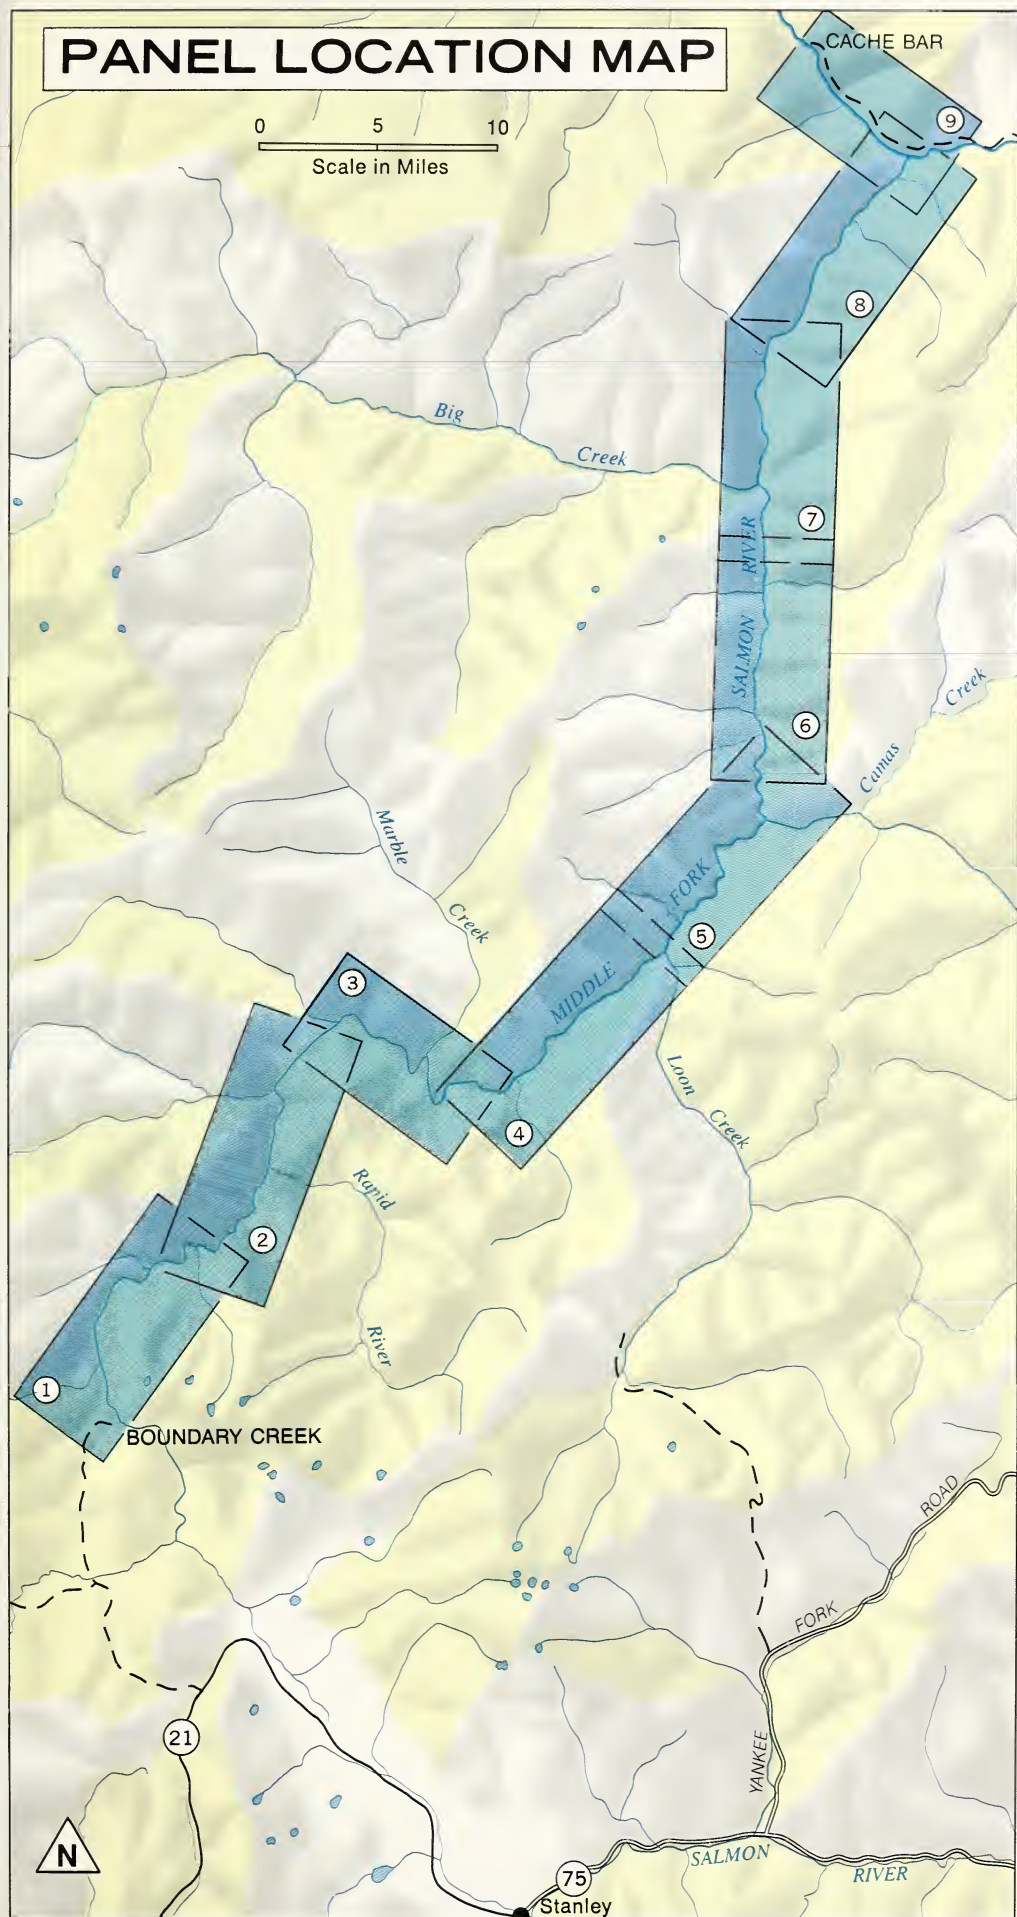 PANEL LOCATION MAP
CACHE BAR
0 5 10
Scale in Miles
9
8
Big
Creek
7
SALMON RIVER
6
Creek
Camas
Marble
Creek
FORK
5
MIDDLE
3
Loon
Creek
4
Rapid
2
River
1
BOUNDARY CREEK
ROAD
FORK
21
YANKEE
N
SALMON
RIVER
75
Stanley